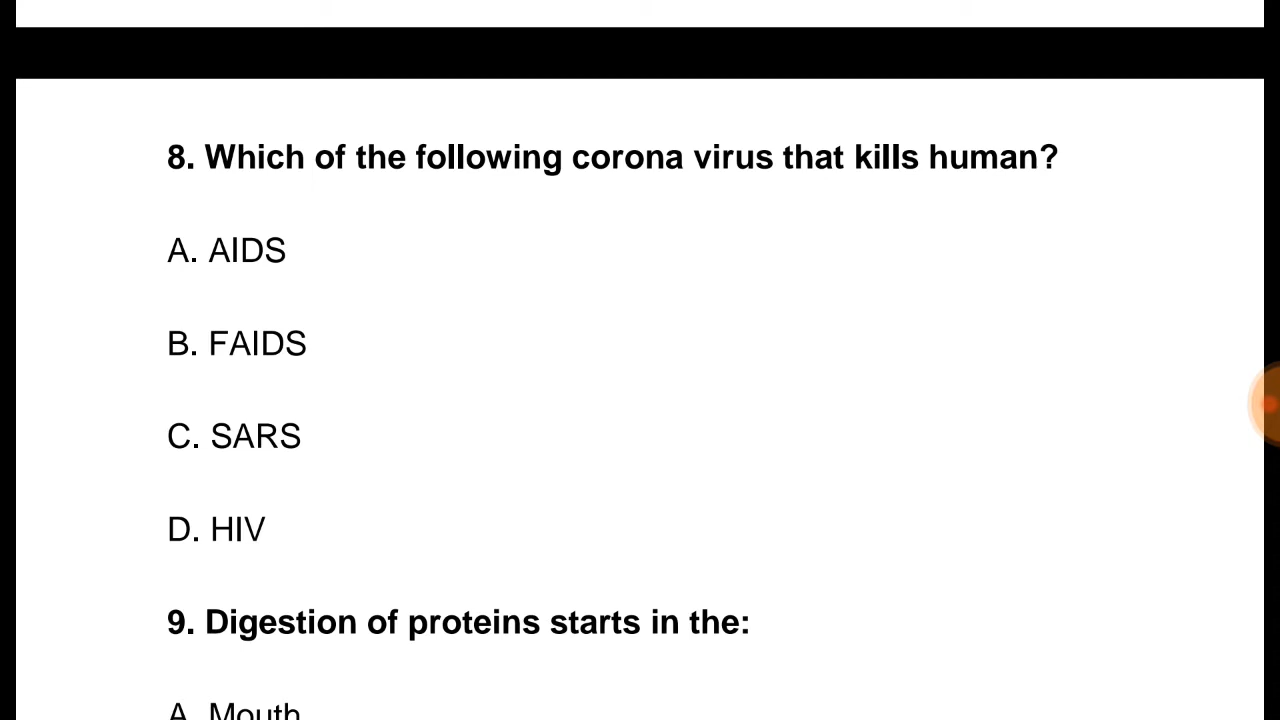 8. Which of the following corona virus that kills human?
A. AIDS
B. FAIDS
C. SARS
D. HIV
9. Digestion of proteins starts in the:
A. Mouth